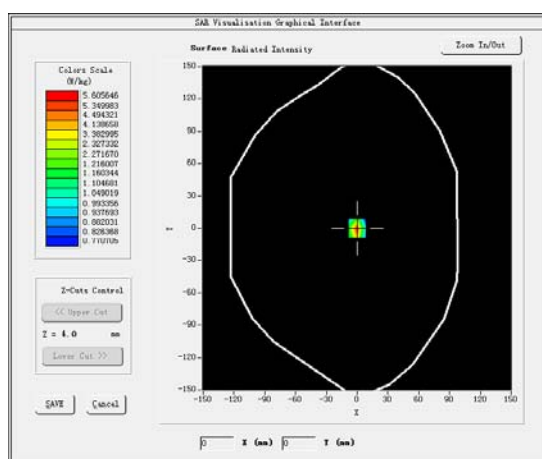 SAR Visualisation Graphical Interface
Surface Radiated Intensity
Zoom In/Out
Colors Scale
(W/kg)
5.605646
5.349983
4.494321
4.138658
3.382995
2.327332
2.271670
1.216007
1.160344
1.104681
1.049019
0.993356
0.937693
0.882031
0.826368
0.770705
150
120
90
60
30
0
-30
-60
-90
-120
-150
-150 -120 -90 -60 -30 0 30 60 90 120 150
X
Z-Cuts Control
<< Upper Cut
Z = 4.0 mm
Lower Cut >>
SAVE
Cancel
0 X (mm) 0 Y (mm)